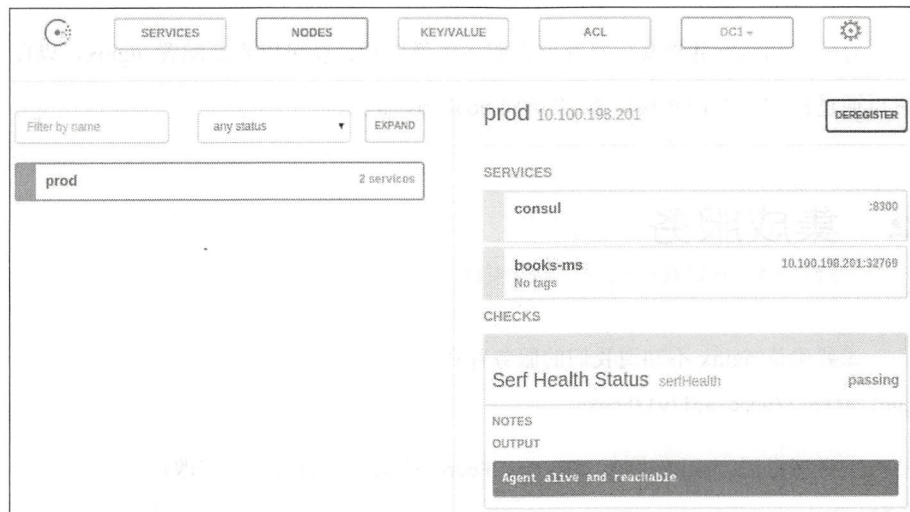 SERVICES
NODES
KEY/VALUE
ACL
DC1
Filter by name
any status
EXPAND
prod
2 services
prod 10.100.198.201
DEREGISTER
SERVICES
consul
:8300
books-ms
10.100.198.201:32769
No tags
CHECKS
Serf Health Status serfHealth
passing
NOTES
OUTPUT
Agent alive and reachable